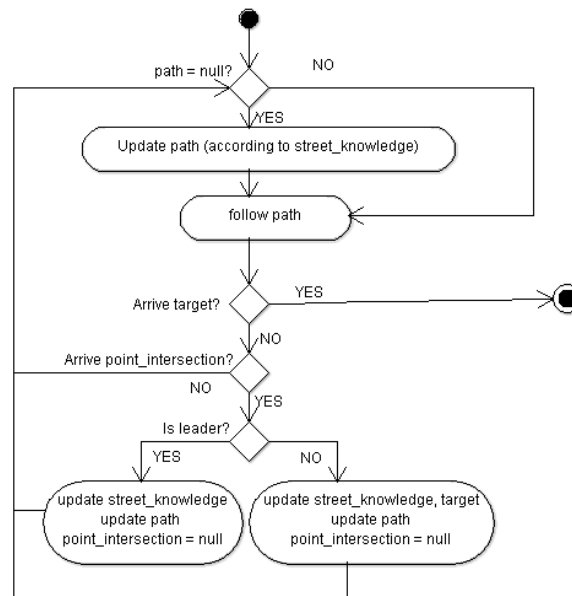 path = null?
NO
YES
Update path (according to street_knowledge)
follow path
Arrive target?
YES
NO
Arrive point_intersection?
NO
YES
Is leader?
YES
NO
update street_knowledge
update path
point_intersection = null
update street_knowledge, target
update path
point_intersection = null